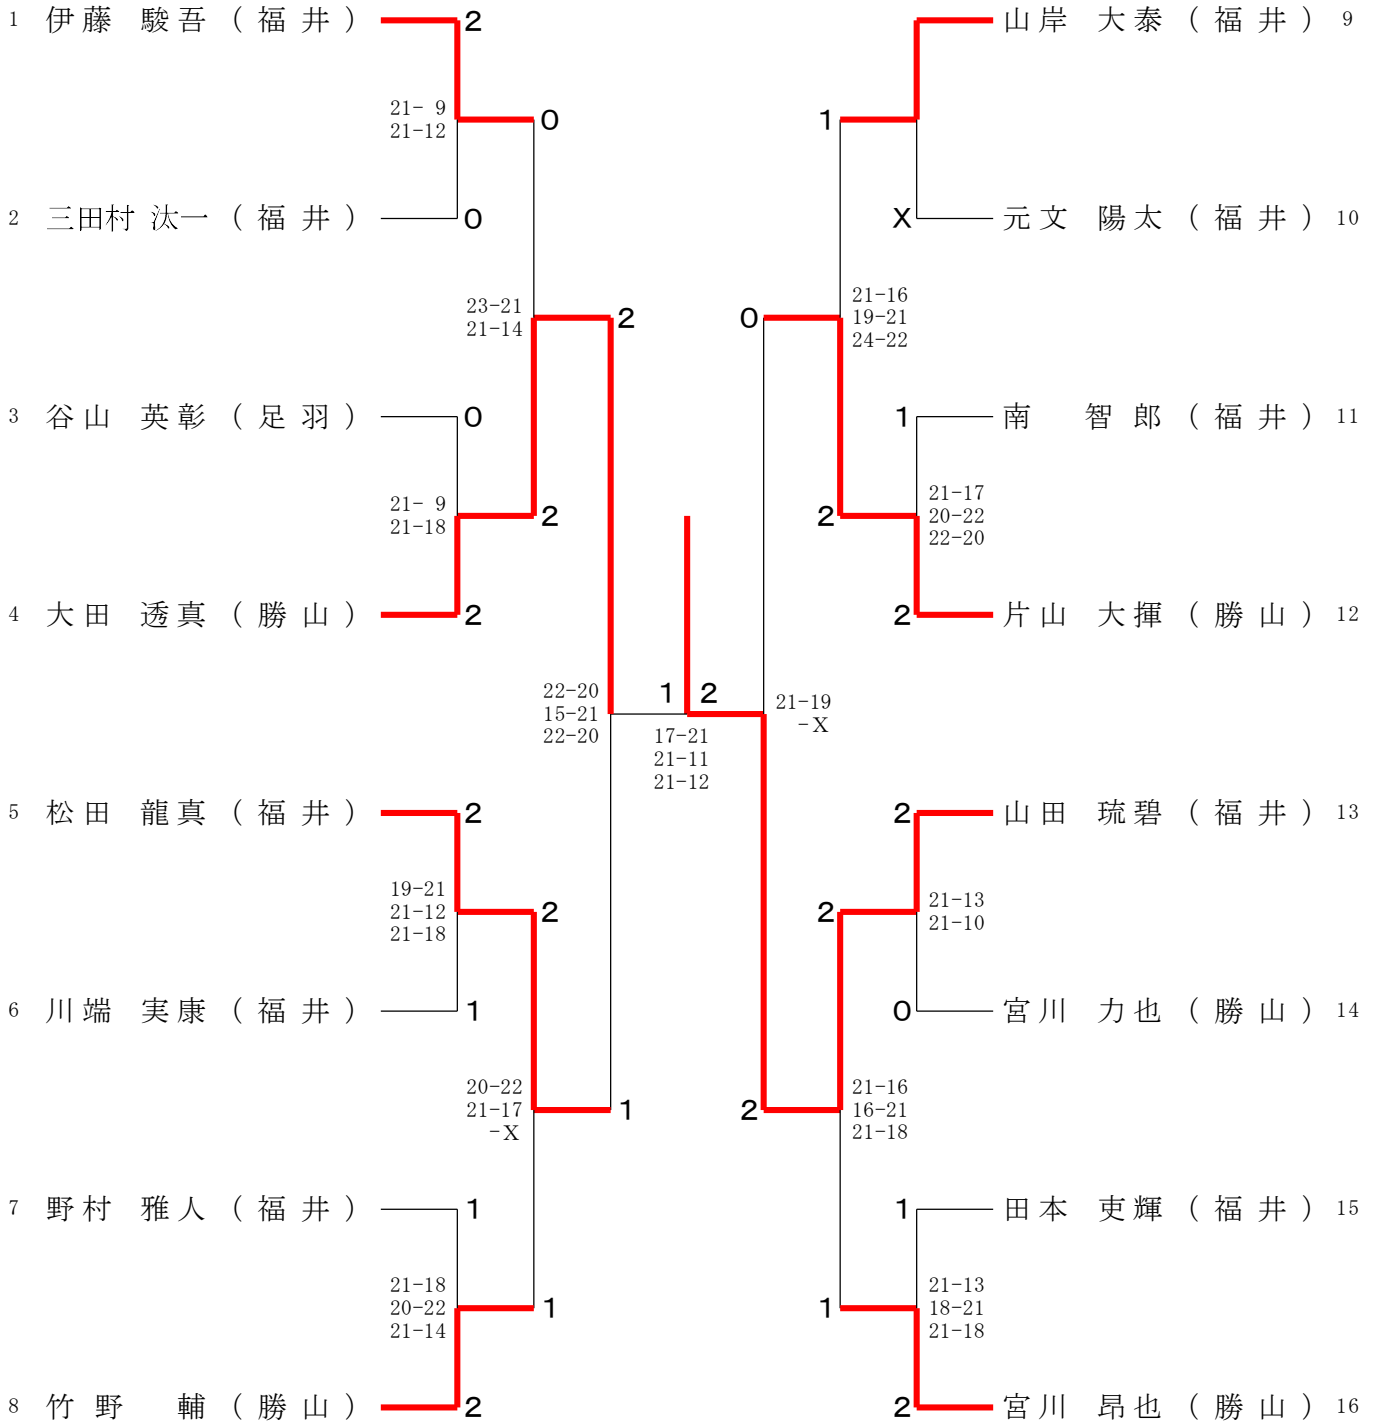 1 伊藤 駿吾 (福井) 2
山岸 大泰 (福井) 9
21- 9
21-12
0
1
2 三田村 汰一 (福井) 0
X 元文 陽太 (福井) 10
23-21
21-14
2
0
21-16
19-21
24-22
3 谷山 英彰 (足羽) 0
1 南 智郎 (福井) 11
21- 9
21-18
2
2
21-17
20-22
22-20
4 大田 透真 (勝山) 2
2 片山 大揮 (勝山) 12
22-20
15-21
22-20
1 2
17-21
21-11
21-12
21-19
-X
5 松田 龍真 (福井) 2
2 山田 琉碧 (福井) 13
19-21
21-12
21-18
2
2
21-13
21-10
6 川端 実康 (福井) 1
0 宮川 力也 (勝山) 14
20-22
21-17
-X
1
2
21-16
16-21
21-18
7 野村 雅人 (福井) 1
1 田本 吏輝 (福井) 15
21-18
20-22
21-14
1
1
21-13
18-21
21-18
8 竹野 輔 (勝山) 2
2 宮川 昂也 (勝山) 16